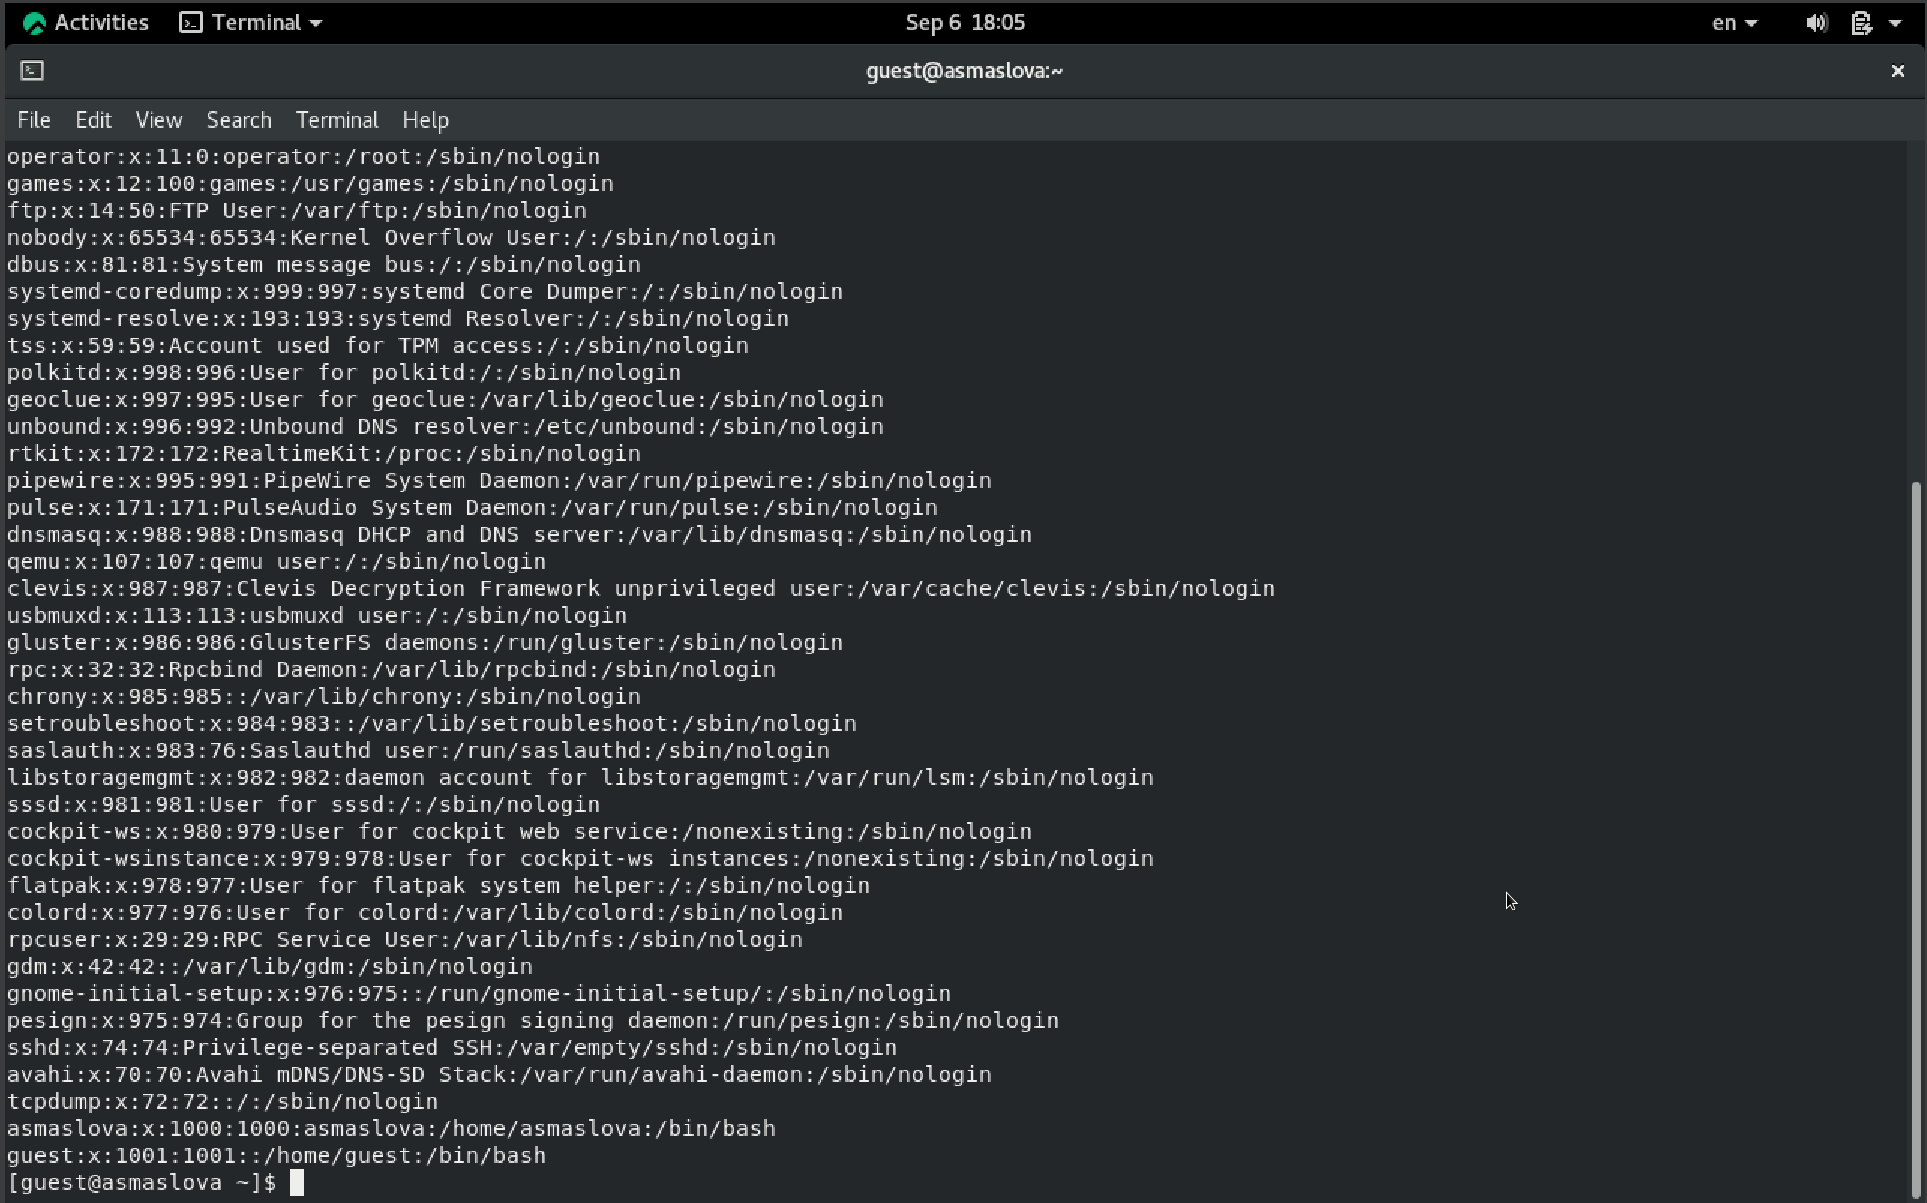 Activities Terminal Sep 6 18:05 en
guest@asmaslova:~
File Edit View Search Terminal Help
operator:x:11:0:operator:/root:/sbin/nologin
games:x:12:100:games:/usr/games:/sbin/nologin
ftp:x:14:50:FTP User:/var/ftp:/sbin/nologin
nobody:x:65534:65534:Kernel Overflow User:/:/sbin/nologin
dbus:x:81:81:System message bus:/:/sbin/nologin
systemd-coredump:x:999:997:systemd Core Dumper:/:/sbin/nologin
systemd-resolve:x:193:193:systemd Resolver:/:/sbin/nologin
tss:x:59:59:Account used for TPM access:/:/sbin/nologin
polkitd:x:998:996:User for polkitd:/:/sbin/nologin
geoclue:x:997:995:User for geoclue:/var/lib/geoclue:/sbin/nologin
unbound:x:996:992:Unbound DNS resolver:/etc/unbound:/sbin/nologin
rtkit:x:172:172:RealtimeKit:/proc:/sbin/nologin
pipewire:x:995:991:PipeWire System Daemon:/var/run/pipewire:/sbin/nologin
pulse:x:171:171:PulseAudio System Daemon:/var/run/pulse:/sbin/nologin
dnsmasq:x:988:988:Dnsmasq DHCP and DNS server:/var/lib/dnsmasq:/sbin/nologin
qemu:x:107:107:qemu user:/:/sbin/nologin
clevis:x:987:987:Clevis Decryption Framework unprivileged user:/var/cache/clevis:/sbin/nologin
usbmuxd:x:113:113:usbmuxd user:/:/sbin/nologin
gluster:x:986:986:GlusterFS daemons:/run/gluster:/sbin/nologin
rpc:x:32:32:Rpcbind Daemon:/var/lib/rpcbind:/sbin/nologin
chrony:x:985:985::/var/lib/chrony:/sbin/nologin
setroubleshoot:x:984:983::/var/lib/setroubleshoot:/sbin/nologin
saslauth:x:983:76:Saslauthd user:/run/saslauthd:/sbin/nologin
libstoragemgmt:x:982:982:daemon account for libstoragemgmt:/var/run/lsm:/sbin/nologin
sssd:x:981:981:User for sssd:/:/sbin/nologin
cockpit-ws:x:980:979:User for cockpit web service:/nonexisting:/sbin/nologin
cockpit-wsinstance:x:979:978:User for cockpit-ws instances:/nonexisting:/sbin/nologin
flatpak:x:978:977:User for flatpak system helper:/:/sbin/nologin
colord:x:977:976:User for colord:/var/lib/colord:/sbin/nologin
rpcuser:x:29:29:RPC Service User:/var/lib/nfs:/sbin/nologin
gdm:x:42:42::/var/lib/gdm:/sbin/nologin
gnome-initial-setup:x:976:975::/run/gnome-initial-setup/:/sbin/nologin
pesign:x:975:974:Group for the pesign signing daemon:/run/pesign:/sbin/nologin
sshd:x:74:74:Privilege-separated SSH:/var/empty/sshd:/sbin/nologin
avahi:x:70:70:Avahi mDNS/DNS-SD Stack:/var/run/avahi-daemon:/sbin/nologin
tcpdump:x:72:72::/:/sbin/nologin
asmaslova:x:1000:1000:asmaslova:/home/asmaslova:/bin/bash
guest:x:1001:1001::/home/guest:/bin/bash
[guest@asmaslova ~]$